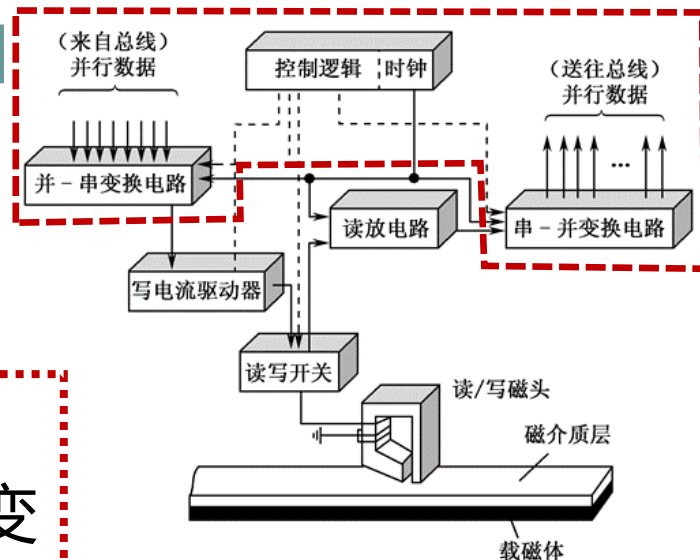 （来自总线）
并行数据
控制逻辑 时钟
（送往总线）
并行数据
...
并－串变换电路
读放电路
串－并变换电路
写电流驱动器
读写开关
读/写磁头
磁介质层
变
载磁体